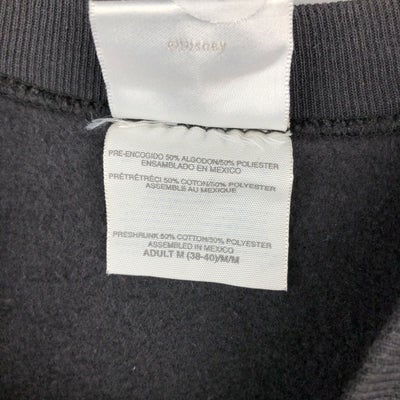 ©Disney
PRE-ENCOGIDO 50% ALGODON/50% POLIESTER
ENSAMBLADO EN MEXICO
PRÉTRÉTRÉCI 50% COTON/50% POLYESTER
ASSEMBLÉ AU MEXIQUE
PRESHRUNK 50% COTTON/50% POLYESTER
ASSEMBLED IN MEXICO
ADULT M (38-40)/M/M